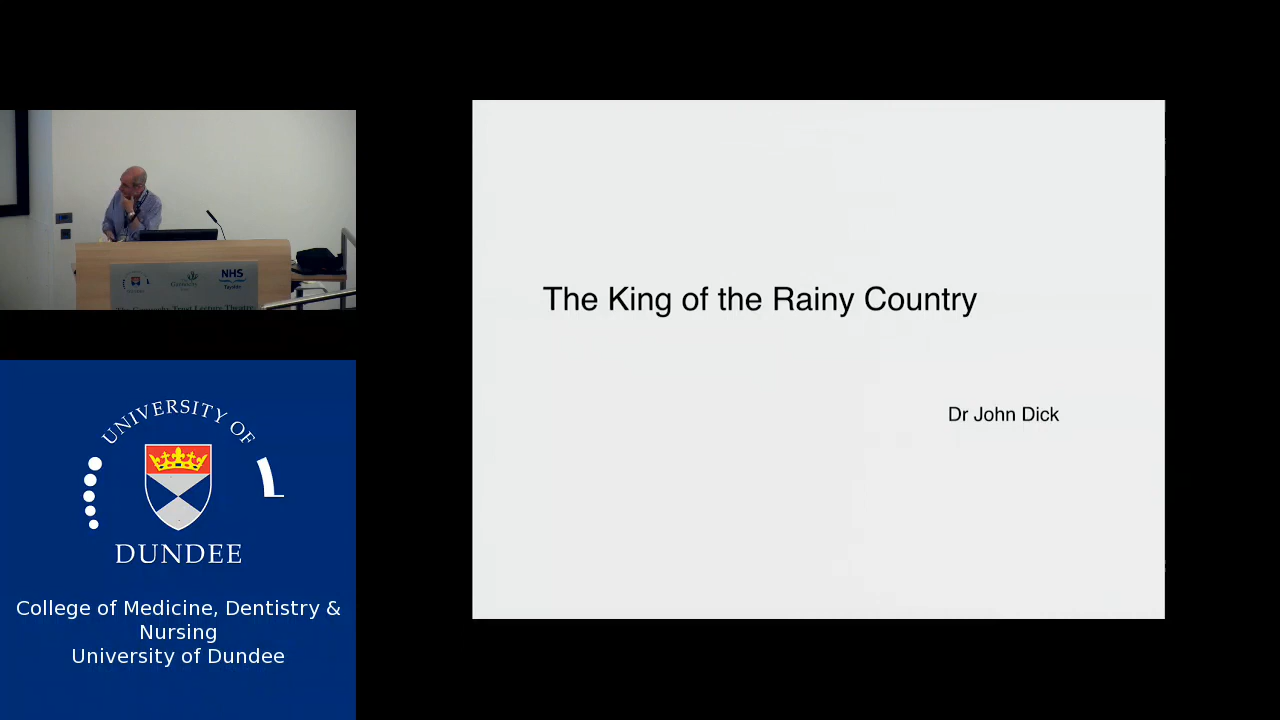 The King of the Rainy Country
Dr John Dick
NHS
Tayside
UNIVERSITY OF
DUNDEE
College of Medicine, Dentistry &
Nursing
University of Dundee